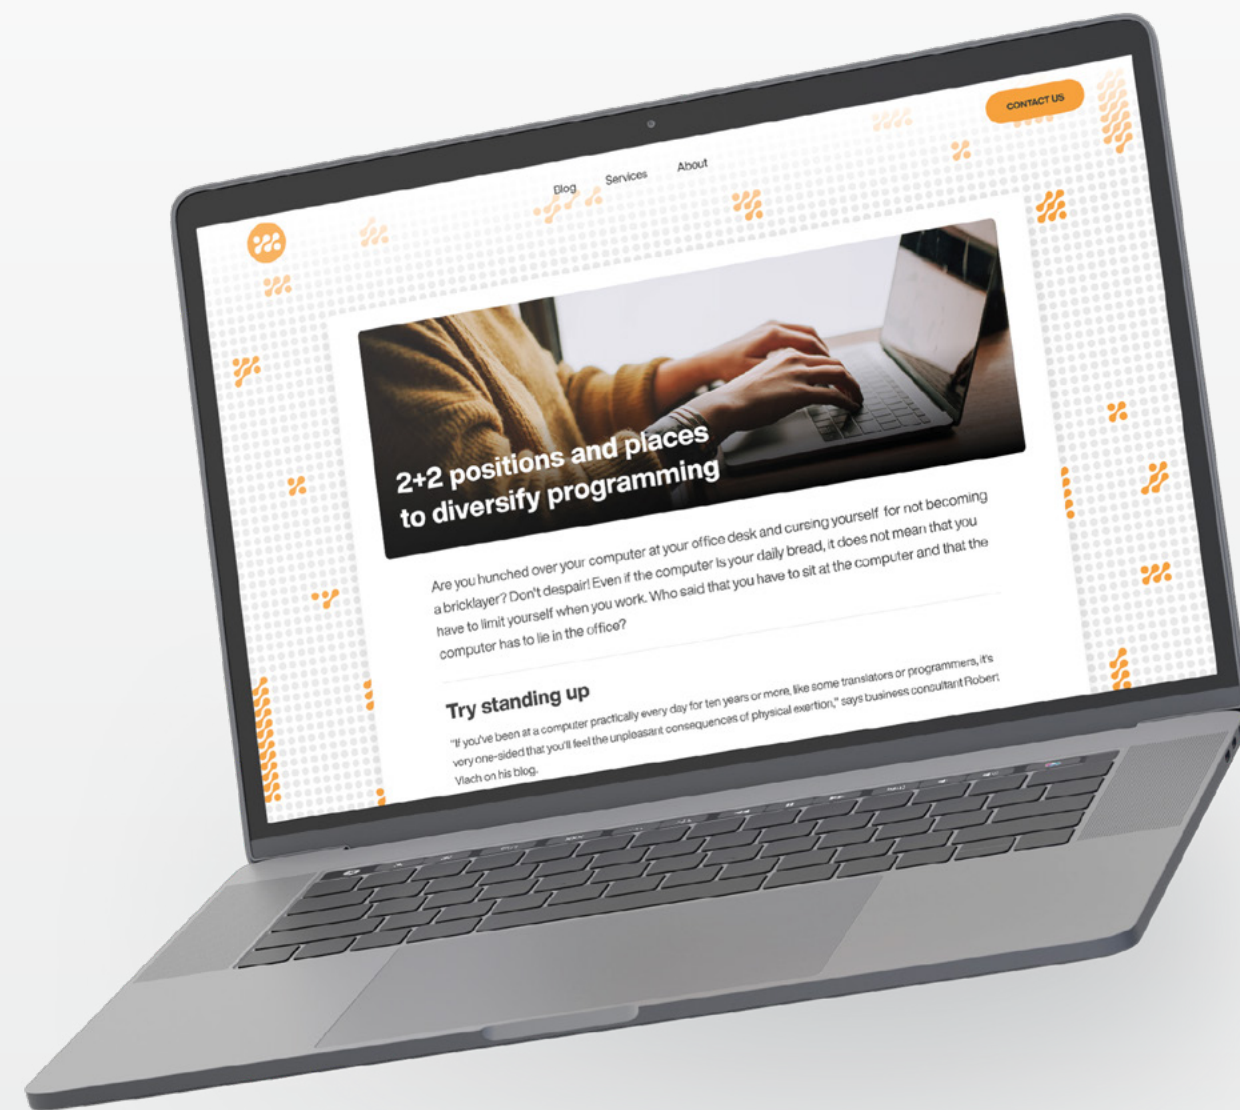 Blog
Services
About
CONTACT US
2+2 positions and places
to diversify programming
Are you hunched over your computer at your office desk and cursing yourself for not becoming
a bricklayer? Don't despair! Even if the computer is your daily bread, it does not mean that you
have to limit yourself when you work. Who said that you have to sit at the computer and that the
computer has to lie in the office?
Try standing up
"If you've been at a computer practically every day for ten years or more, like some translators or programmers, it's
very one-sided that you'll feel the unpleasant consequences of physical exertion," says business consultant Robert
Vlach on his blog.